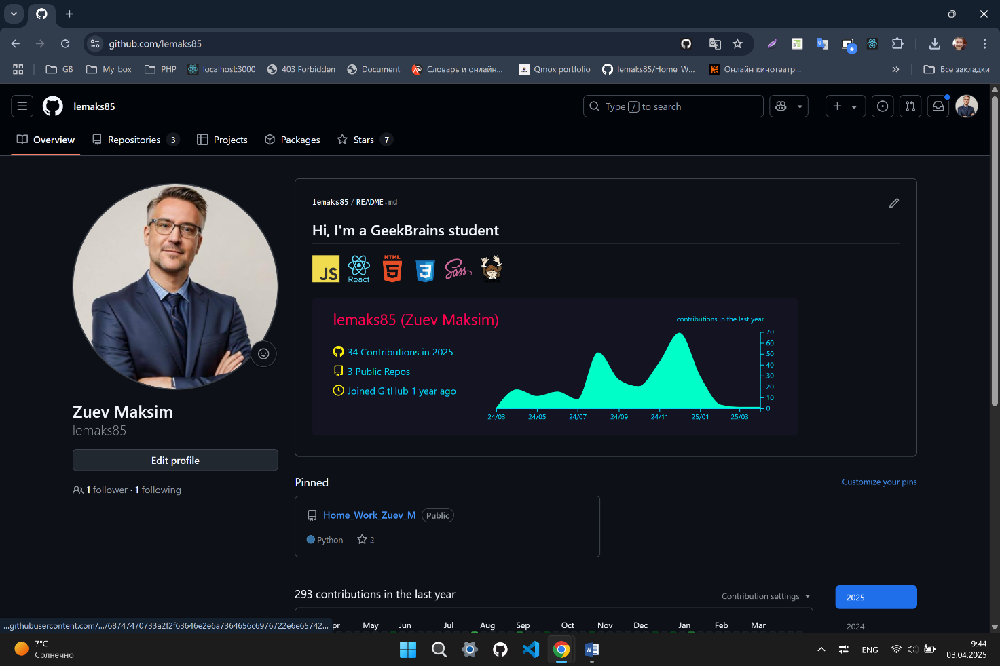 github.com/lemaks85
GB
My_box
PHP
localhost:3000
403 Forbidden
Document
Словарь и онлайн...
Qmox portfolio
lemaks85/Home_W...
Онлайн кинотеатр...
»
Все закладки
lemaks85
Type / to search
Overview
Repositories 3
Projects
Packages
Stars 7
lemaks85/README.md
Hi, I'm a GeekBrains student
JS
React
HTML
5
3
Sass
lemaks85 (Zuev Maksim)
contributions in the last year
34 Contributions in 2025
3 Public Repos
Joined GitHub 1 year ago
70
60
50
40
30
20
10
0
24/03 24/05 24/07 24/09 24/11 25/01 25/03
Zuev Maksim
lemaks85
Edit profile
1 follower · 1 following
Pinned
Customize your pins
Home_Work_Zuev_M Public
Python 2
293 contributions in the last year
Contribution settings
2025
2024
pr May Jun Jul Aug Sep Oct Nov Dec Jan Feb Mar
7°C
Солнечно
ENG
9:44
03.04.2025